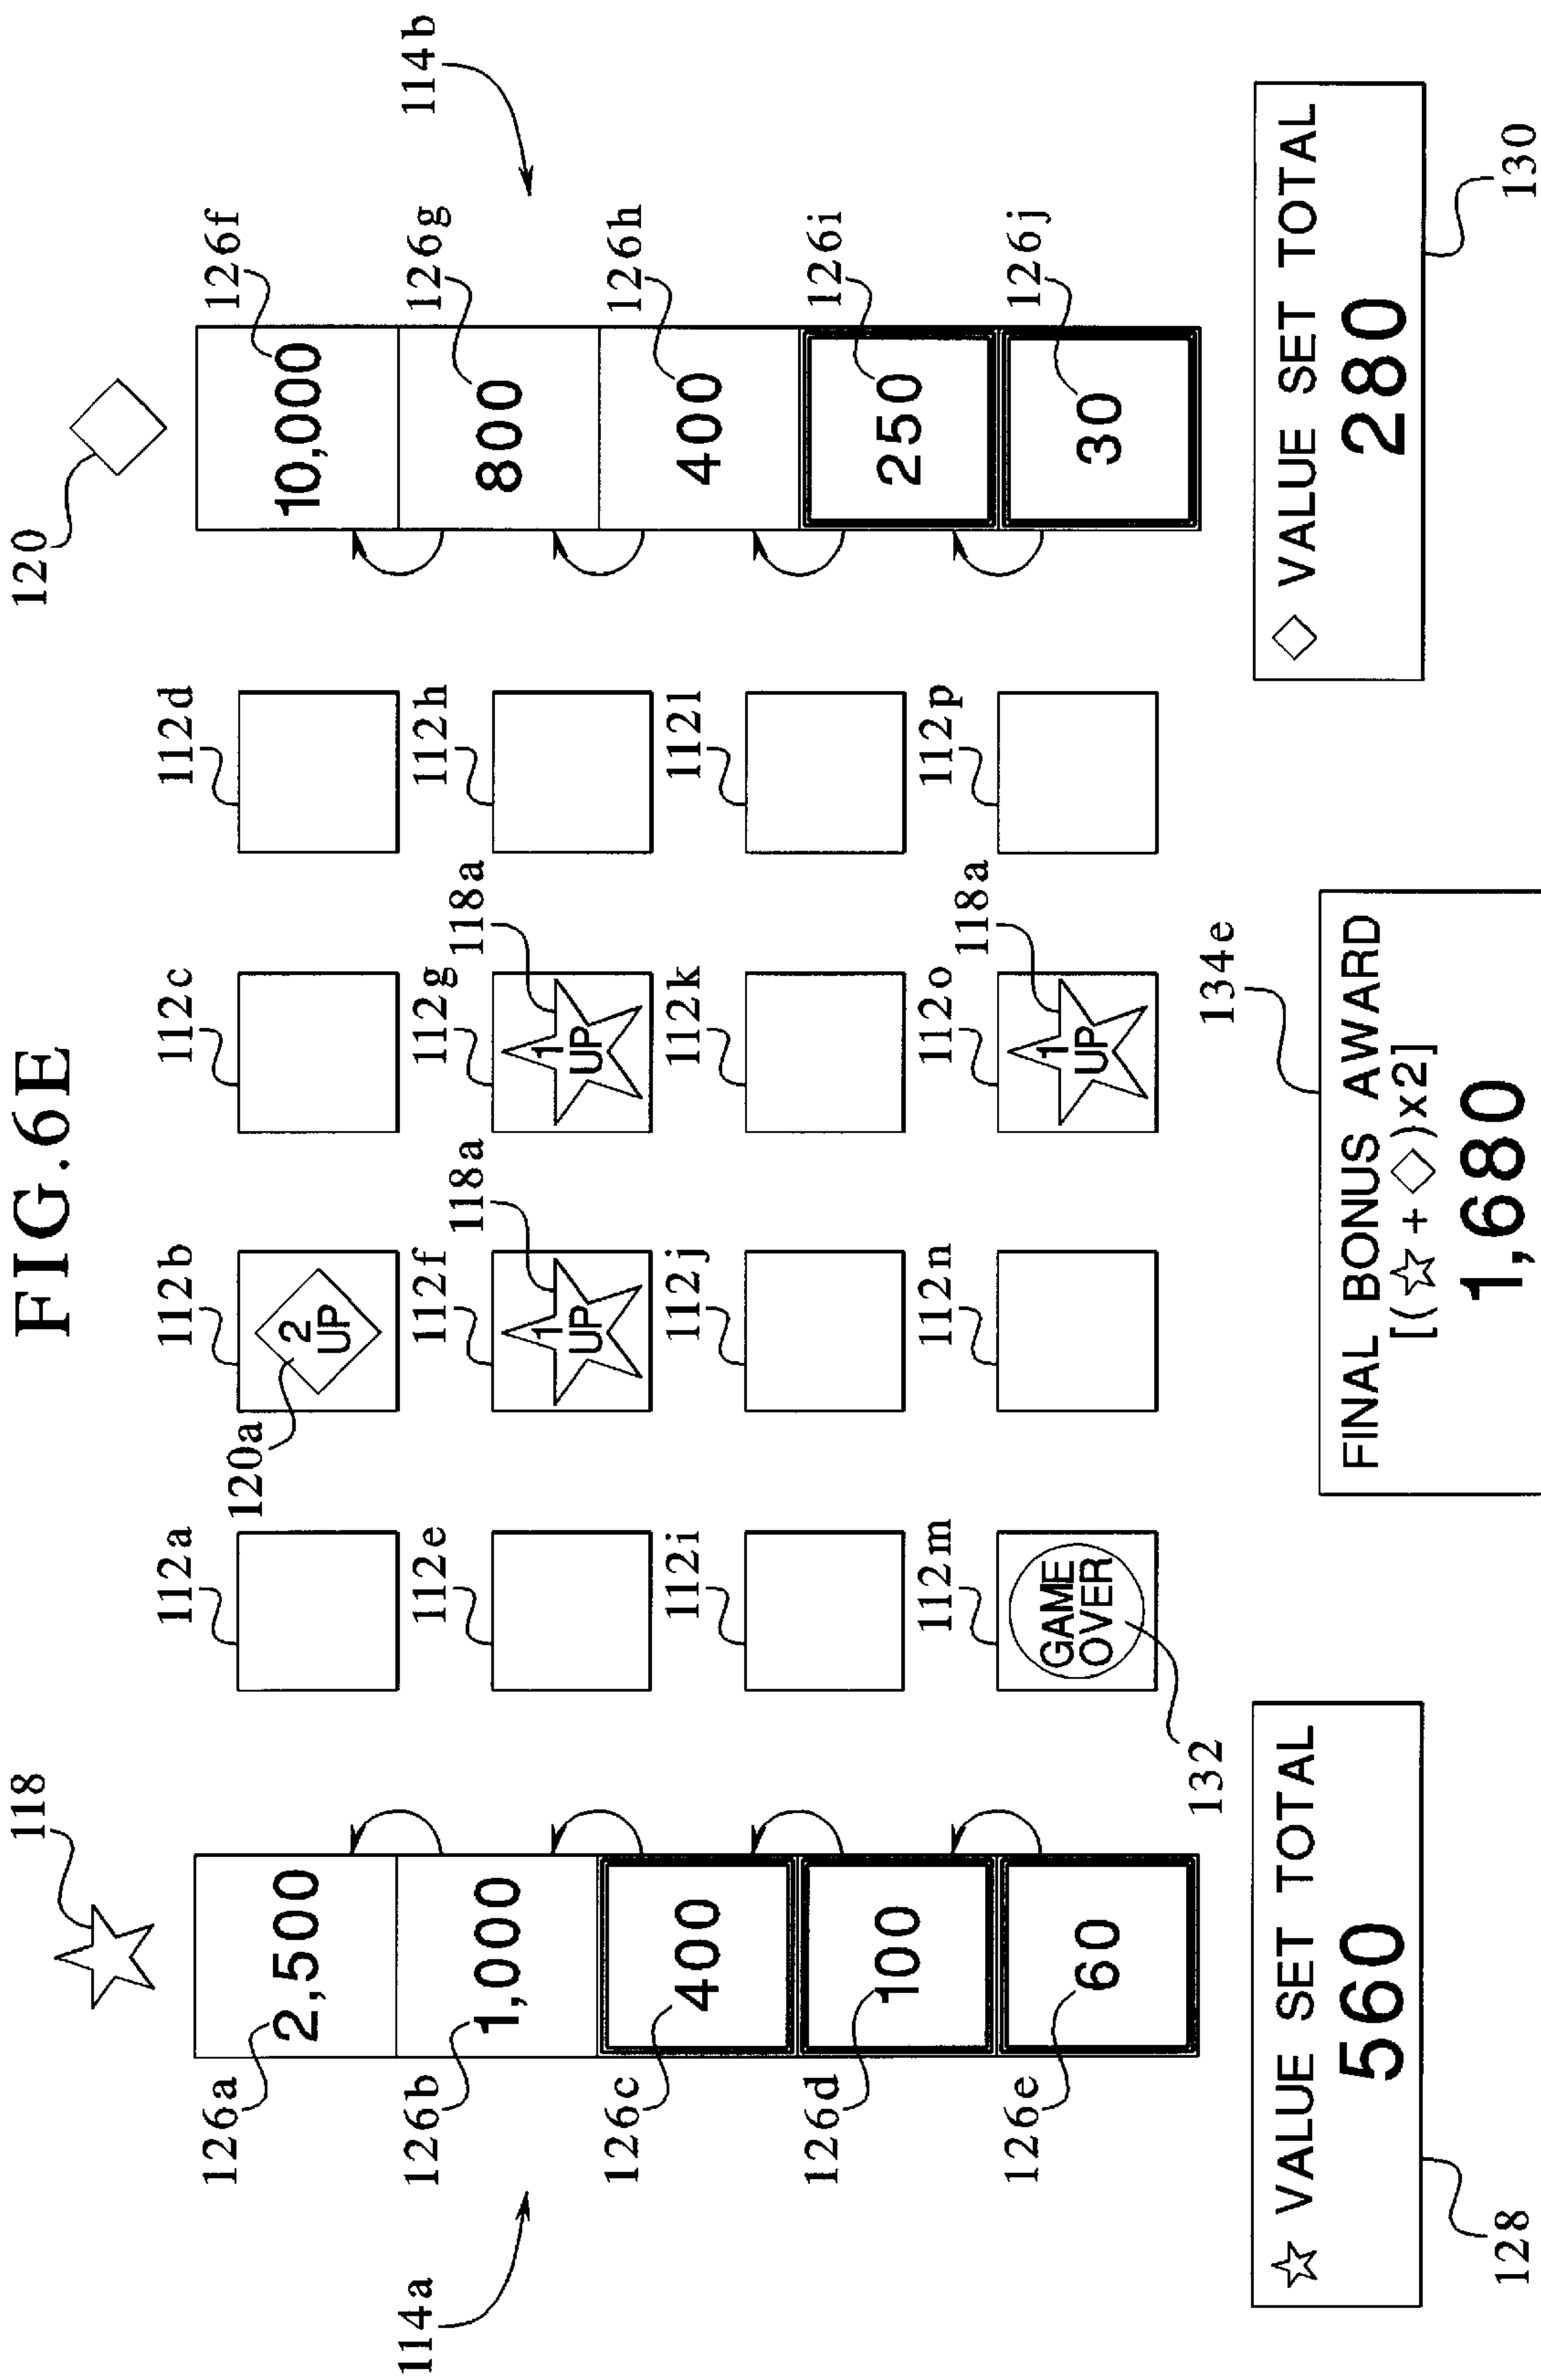 FIG.6E
118
120
126a
2,500
112a
112b
112c
112d
10,000
126f
120a
2
UP
114a
126b
1,000
112e
112f
118a
112g
118a
112h
800
126g
114b
1
UP
1
UP
126c
400
112i
112j
112k
112l
400
126h
126d
100
112m
112n
112o
118a
112p
250
126i
GAME
OVER
1
UP
126e
60
30
126j
132
134e
VALUE SET TOTAL
560
128
FINAL BONUS AWARD
[(☆+◇)x2]
1,680
VALUE SET TOTAL
280
130